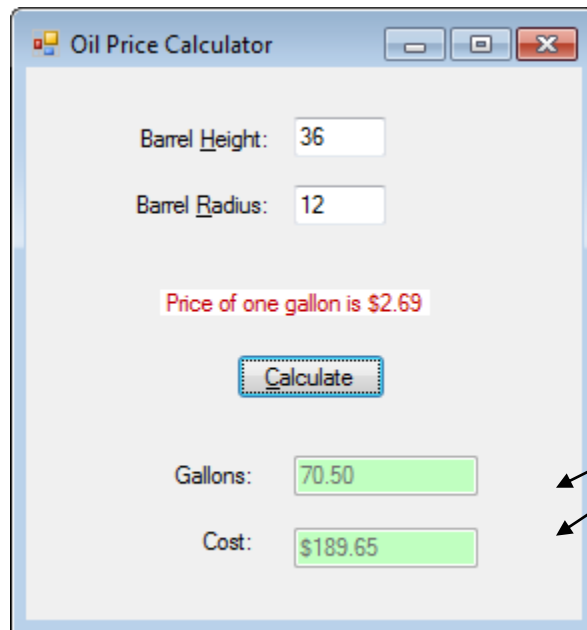 Oil Price Calculator
Barrel Height: 36
Barrel Radius: 12
Price of one gallon is $2.69
Calculate
Gallons: 70.50
Cost: $189.65